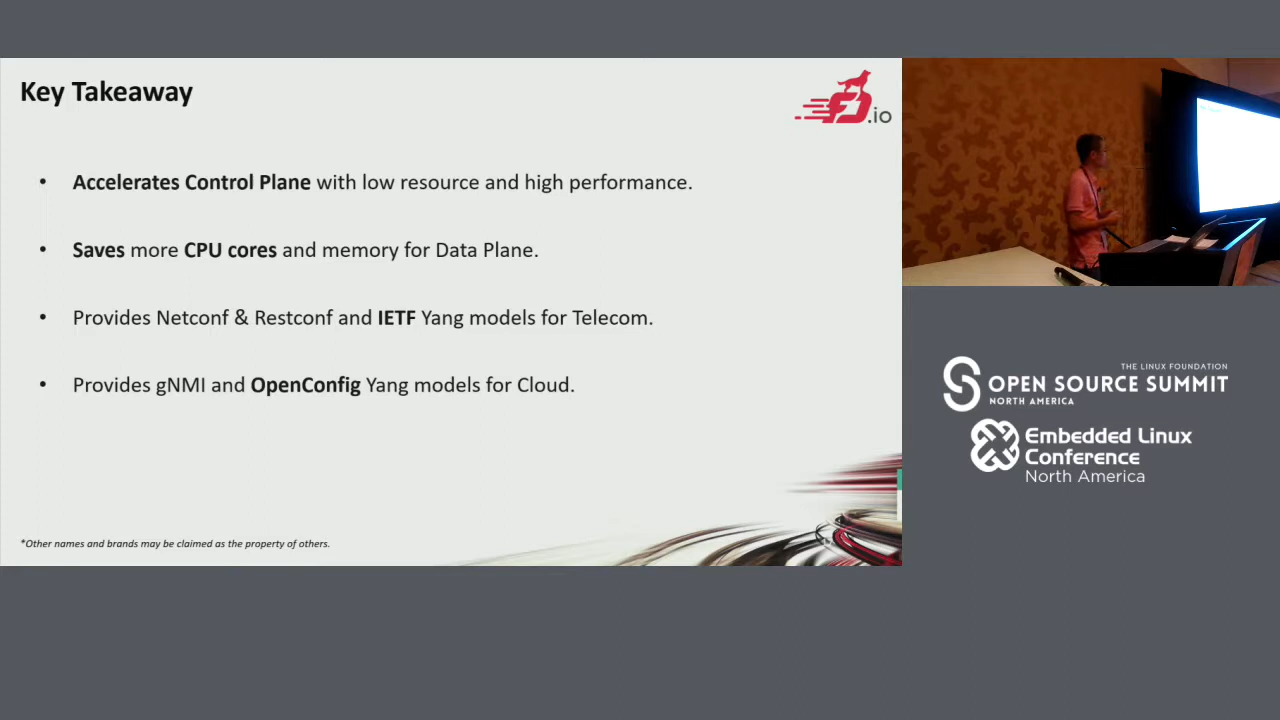 Key Takeaway
FD.io
• Accelerates Control Plane with low resource and high performance.
• Saves more CPU cores and memory for Data Plane.
• Provides Netconf & Restconf and IETF Yang models for Telecom.
• Provides gNMI and OpenConfig Yang models for Cloud.
*Other names and brands may be claimed as the property of others.
THE LINUX FOUNDATION
OPEN SOURCE SUMMIT
NORTH AMERICA
Embedded Linux
Conference
North America